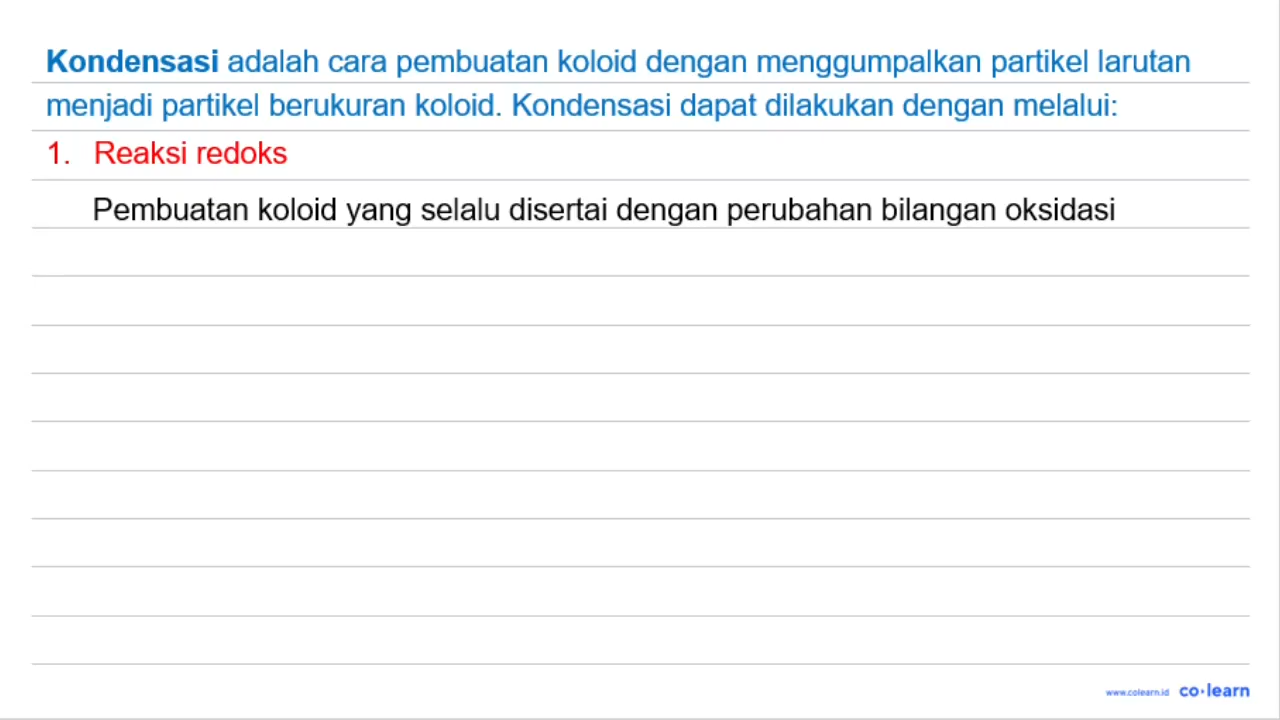 Kondensasi adalah cara pembuatan koloid dengan menggumpalkan partikel larutan
menjadi partikel berukuran koloid. Kondensasi dapat dilakukan dengan melalui:
1. Reaksi redoks
Pembuatan koloid yang selalu disertai dengan perubahan bilangan oksidasi
www.colearn.id co·learn